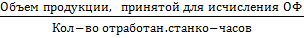 Объем продукции, принятой для исчисления ОФ
Кол−во отработан.станко−часов